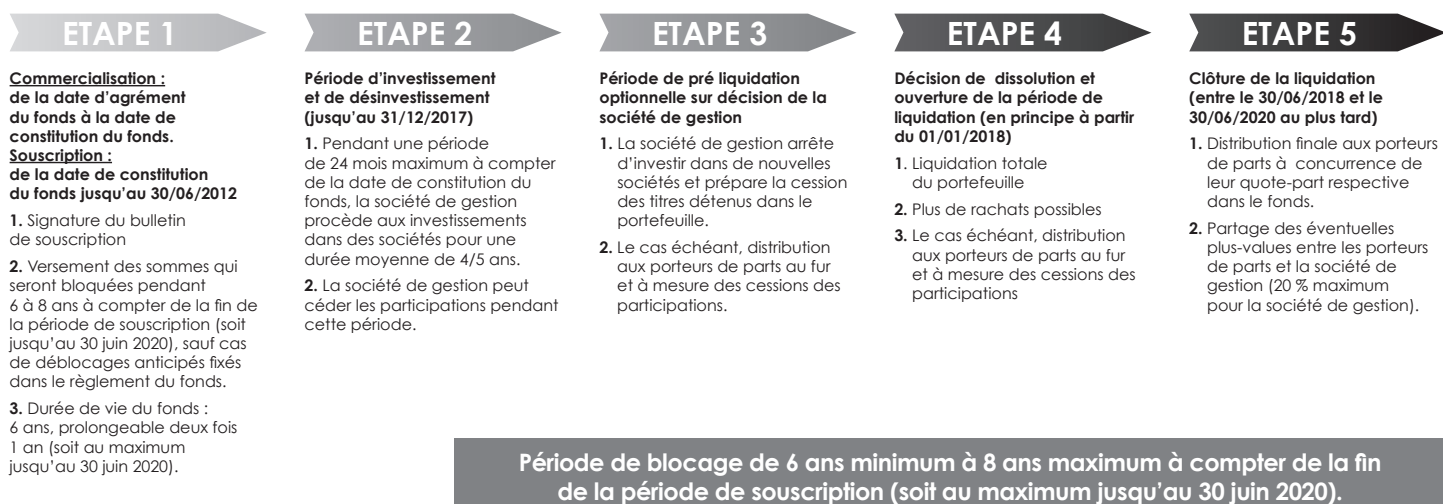 ETAPE 1
Commercialisation :
de la date d'agrément
du fonds à la date de
constitution du fonds.
Souscription :
de la date de constitution
du fonds jusqu'au 30/06/2012
1. Signature du bulletin
de souscription
2. Versement des sommes qui
seront bloquées pendant
6 à 8 ans à compter de la fin de
la période de souscription (soit
jusqu'au 30 juin 2020), sauf cas
de déblocages anticipés fixés
dans le règlement du fonds.
3. Durée de vie du fonds :
6 ans, prolongeable deux fois
1 an (soit au maximum
jusqu'au 30 juin 2020).
ETAPE 2
Période d'investissement
et de désinvestissement
(jusqu'au 31/12/2017)
1. Pendant une période
de 24 mois maximum à compter
de la date de constitution du
fonds, la société de gestion
procède aux investissements
dans des sociétés pour une
durée moyenne de 4/5 ans.
2. La société de gestion peut
céder les participations pendant
cette période.
ETAPE 3
Période de pré liquidation
optionnelle sur décision de la
société de gestion
1. La société de gestion arrête
d'investir dans de nouvelles
sociétés et prépare la cession
des titres détenus dans le
portefeuille.
2. Le cas échéant, distribution
aux porteurs de parts au fur
et à mesure des cessions des
participations.
ETAPE 4
Décision de dissolution et
ouverture de la période de
liquidation (en principe à partir
du 01/01/2018)
1. Liquidation totale
du portefeuille
2. Plus de rachats possibles
3. Le cas échéant, distribution
aux porteurs de parts au fur
et à mesure des cessions des
participations
ETAPE 5
Clôture de la liquidation
(entre le 30/06/2018 et le
30/06/2020 au plus tard)
1. Distribution finale aux porteurs
de parts à concurrence de
leur quote-part respective
dans le fonds.
2. Partage des éventuelles
plus-values entre les porteurs
de parts et la société de
gestion (20 % maximum
pour la société de gestion).
Période de blocage de 6 ans minimum à 8 ans maximum à compter de la fin
de la période de souscription (soit au maximum jusqu'au 30 juin 2020).